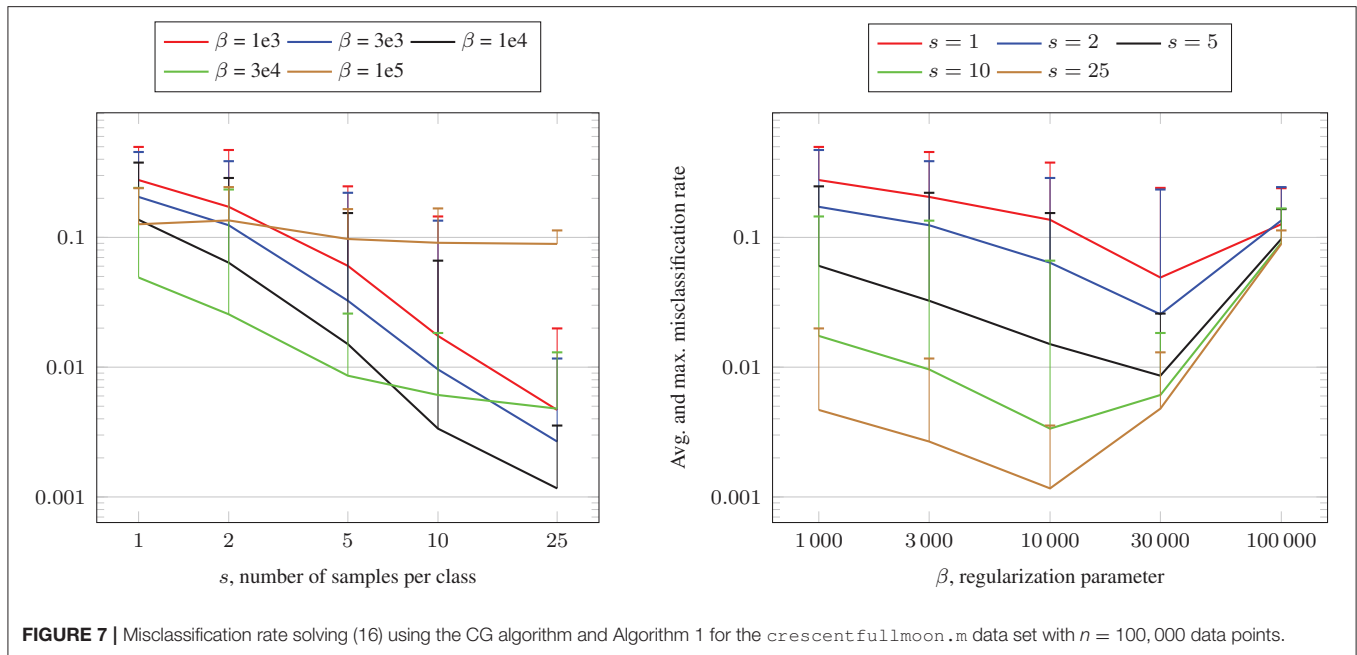 β = 1e3 β = 3e3 β = 1e4
β = 3e4 β = 1e5
0.1
0.01
0.001
1 2 5 10 25
s, number of samples per class
s = 1 s = 2 s = 5
s = 10 s = 25
Avg. and max. misclassification rate
0.1
0.01
0.001
1 000 3 000 10 000 30 000 100 000
β, regularization parameter
FIGURE 7 | Misclassification rate solving (16) using the CG algorithm and Algorithm 1 for the crescentfullmoon.m data set with n = 100, 000 data points.